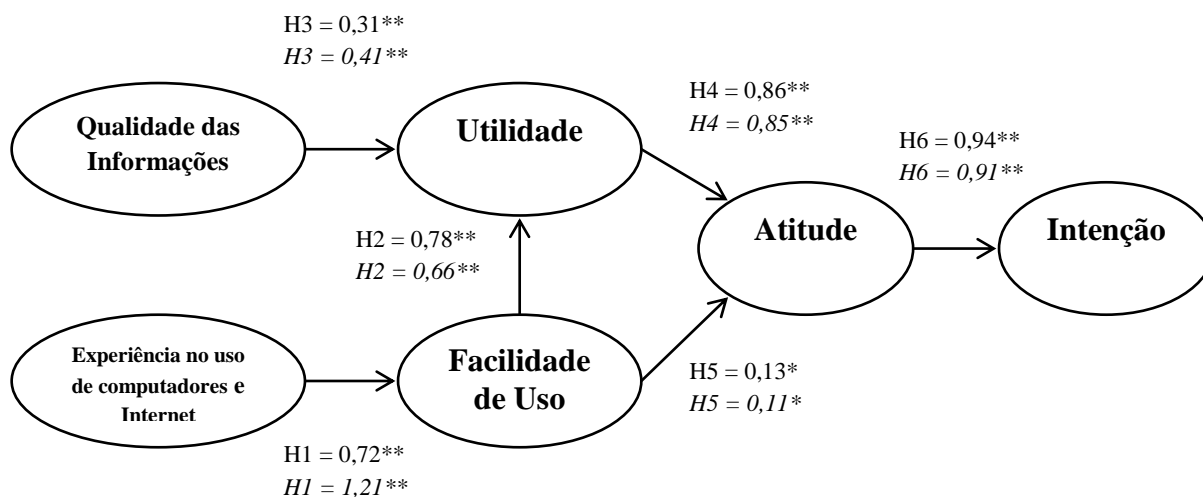 H3 = 0,31**
H3 = 0,41**
Qualidade das
Informações
Utilidade
H4 = 0,86**
H4 = 0,85**
H6 = 0,94**
H6 = 0,91**
Atitude
Intenção
H2 = 0,78**
H2 = 0,66**
Experiência no uso
de computadores e
Internet
Facilidade
de Uso
H5 = 0,13*
H5 = 0,11*
H1 = 0,72**
H1 = 1,21**